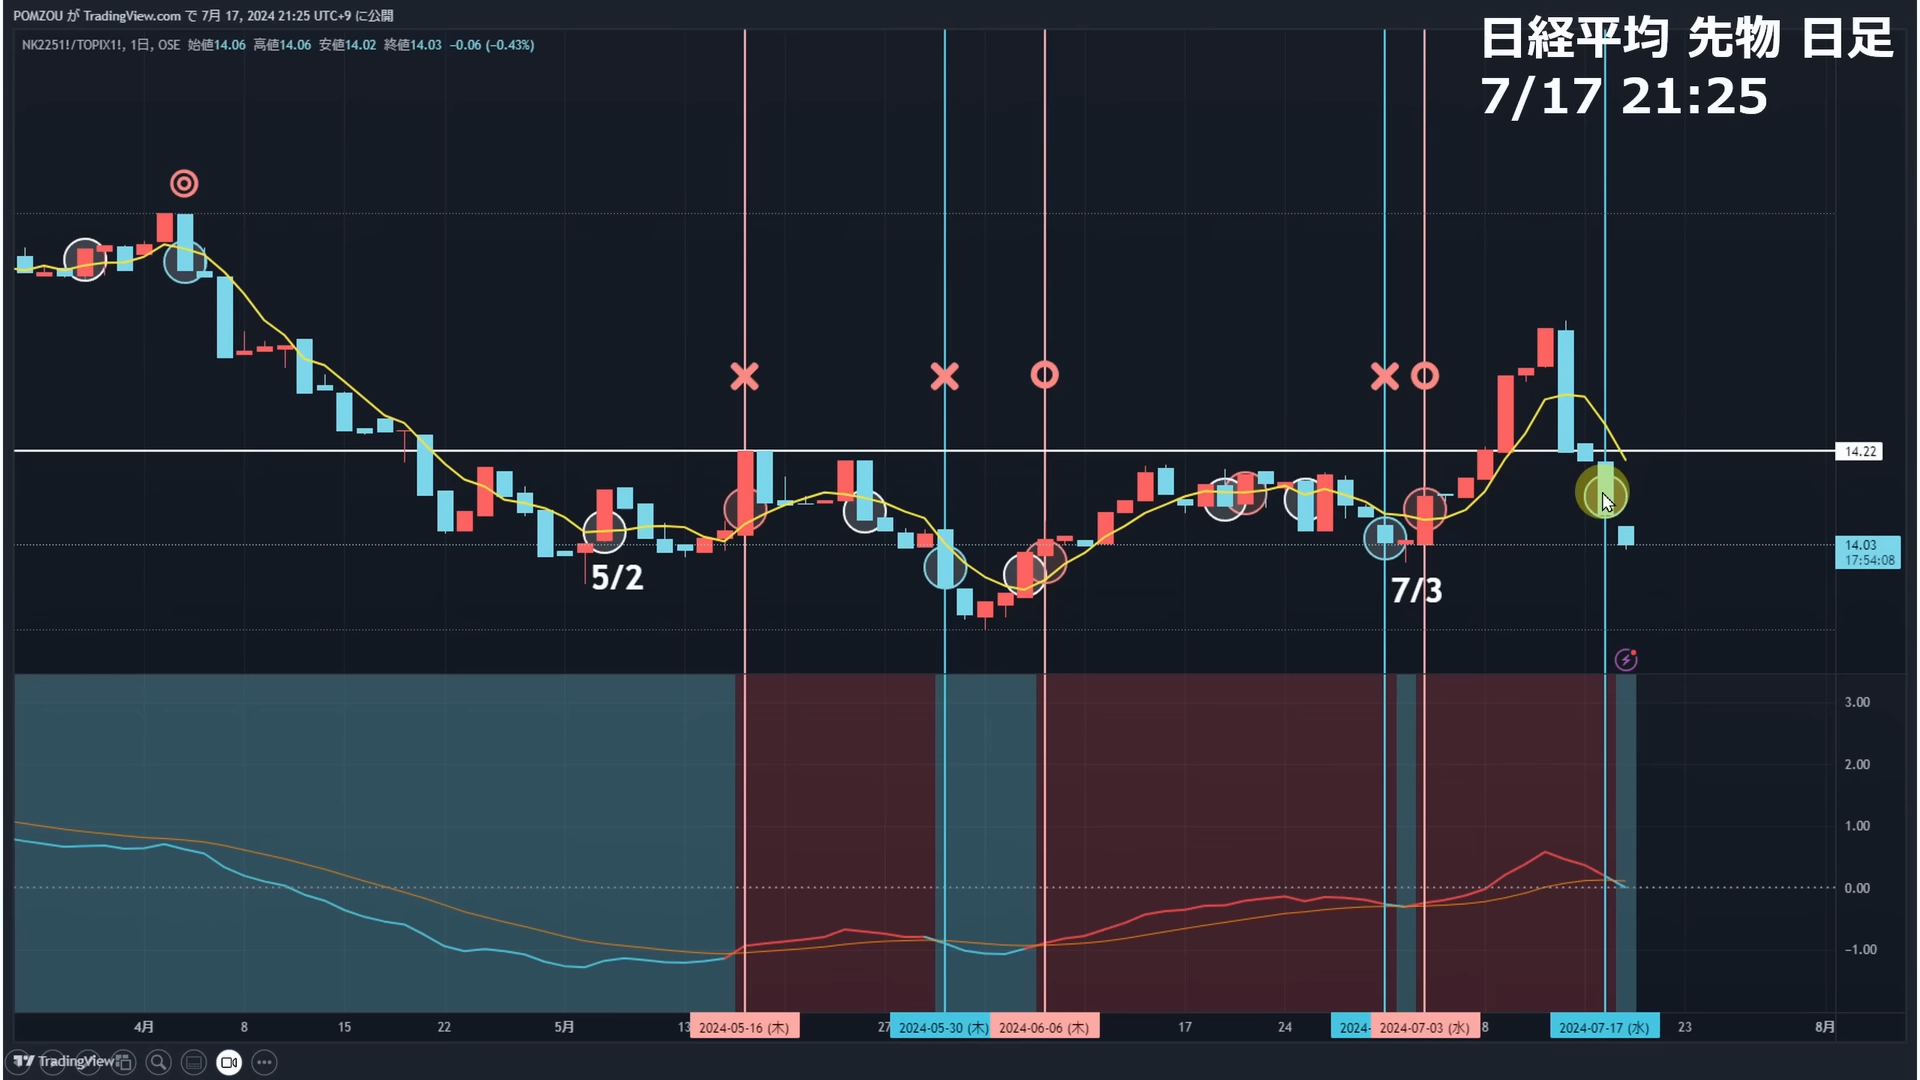 POMZOU が TradingView.com で 7月 17, 2024 21:25 UTC+9 に公開
NK2251!/TOPIX1!, 1日, OSE 始値14.06 高値14.06 安値14.02 終値14.03 −0.06 (−0.43%)
日経平均 先物 日足
7/17 21:25
14.22
14.03
17:54:08
5/2
7/3
3.00
2.00
1.00
0.00
−1.00
4月 8 15 22 5月 13 2024-05-16 (木) 27 2024-05-30 (木) 2024-06-06 (木) 17 24 2024- 2024-07-03 (水) 8 2024-07-17 (水) 23 8月
TradingView